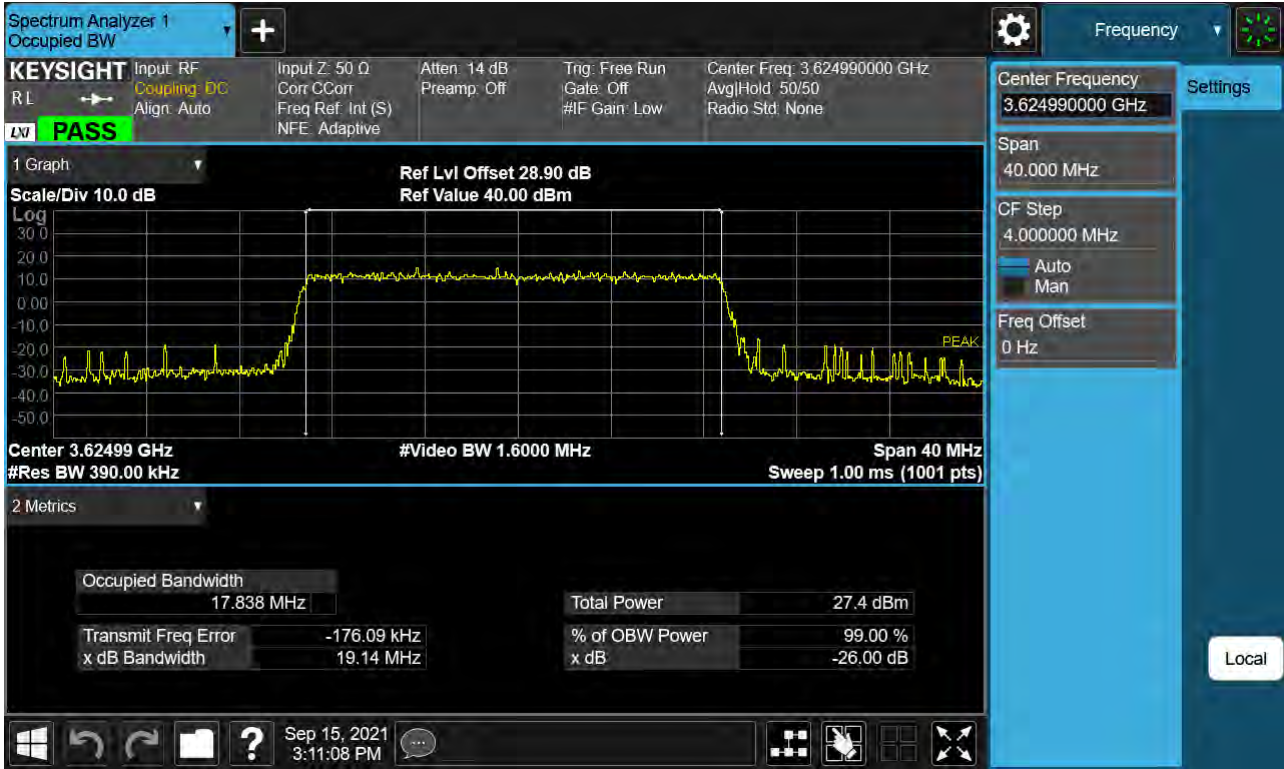 Spectrum Analyzer 1
Occupied BW
Frequency
KEYSIGHT
RL
LXI
PASS
Input: RF
Coupling: DC
Align: Auto
Input Z: 50 Ω
Corr CCorr
Freq Ref: Int (S)
NFE: Adaptive
Atten: 14 dB
Preamp: Off
Trig: Free Run
Gate: Off
#IF Gain: Low
Center Freq: 3.624990000 GHz
Avg|Hold: 50/50
Radio Std: None
1 Graph
Scale/Div 10.0 dB
Ref Lvl Offset 28.90 dB
Ref Value 40.00 dBm
Log
30.0
20.0
10.0
0.00
-10.0
-20.0
-30.0
-40.0
-50.0
PEAK
Center 3.62499 GHz
#Video BW 1.6000 MHz
Span 40 MHz
#Res BW 390.00 kHz
Sweep 1.00 ms (1001 pts)
2 Metrics
Occupied Bandwidth
17.838 MHz
Total Power 27.4 dBm
Transmit Freq Error -176.09 kHz
% of OBW Power 99.00 %
x dB Bandwidth 19.14 MHz
x dB -26.00 dB
Center Frequency
3.624990000 GHz
Settings
Span
40.000 MHz
CF Step
4.000000 MHz
Auto
Man
Freq Offset
0 Hz
Local
?
Sep 15, 2021
3:11:08 PM